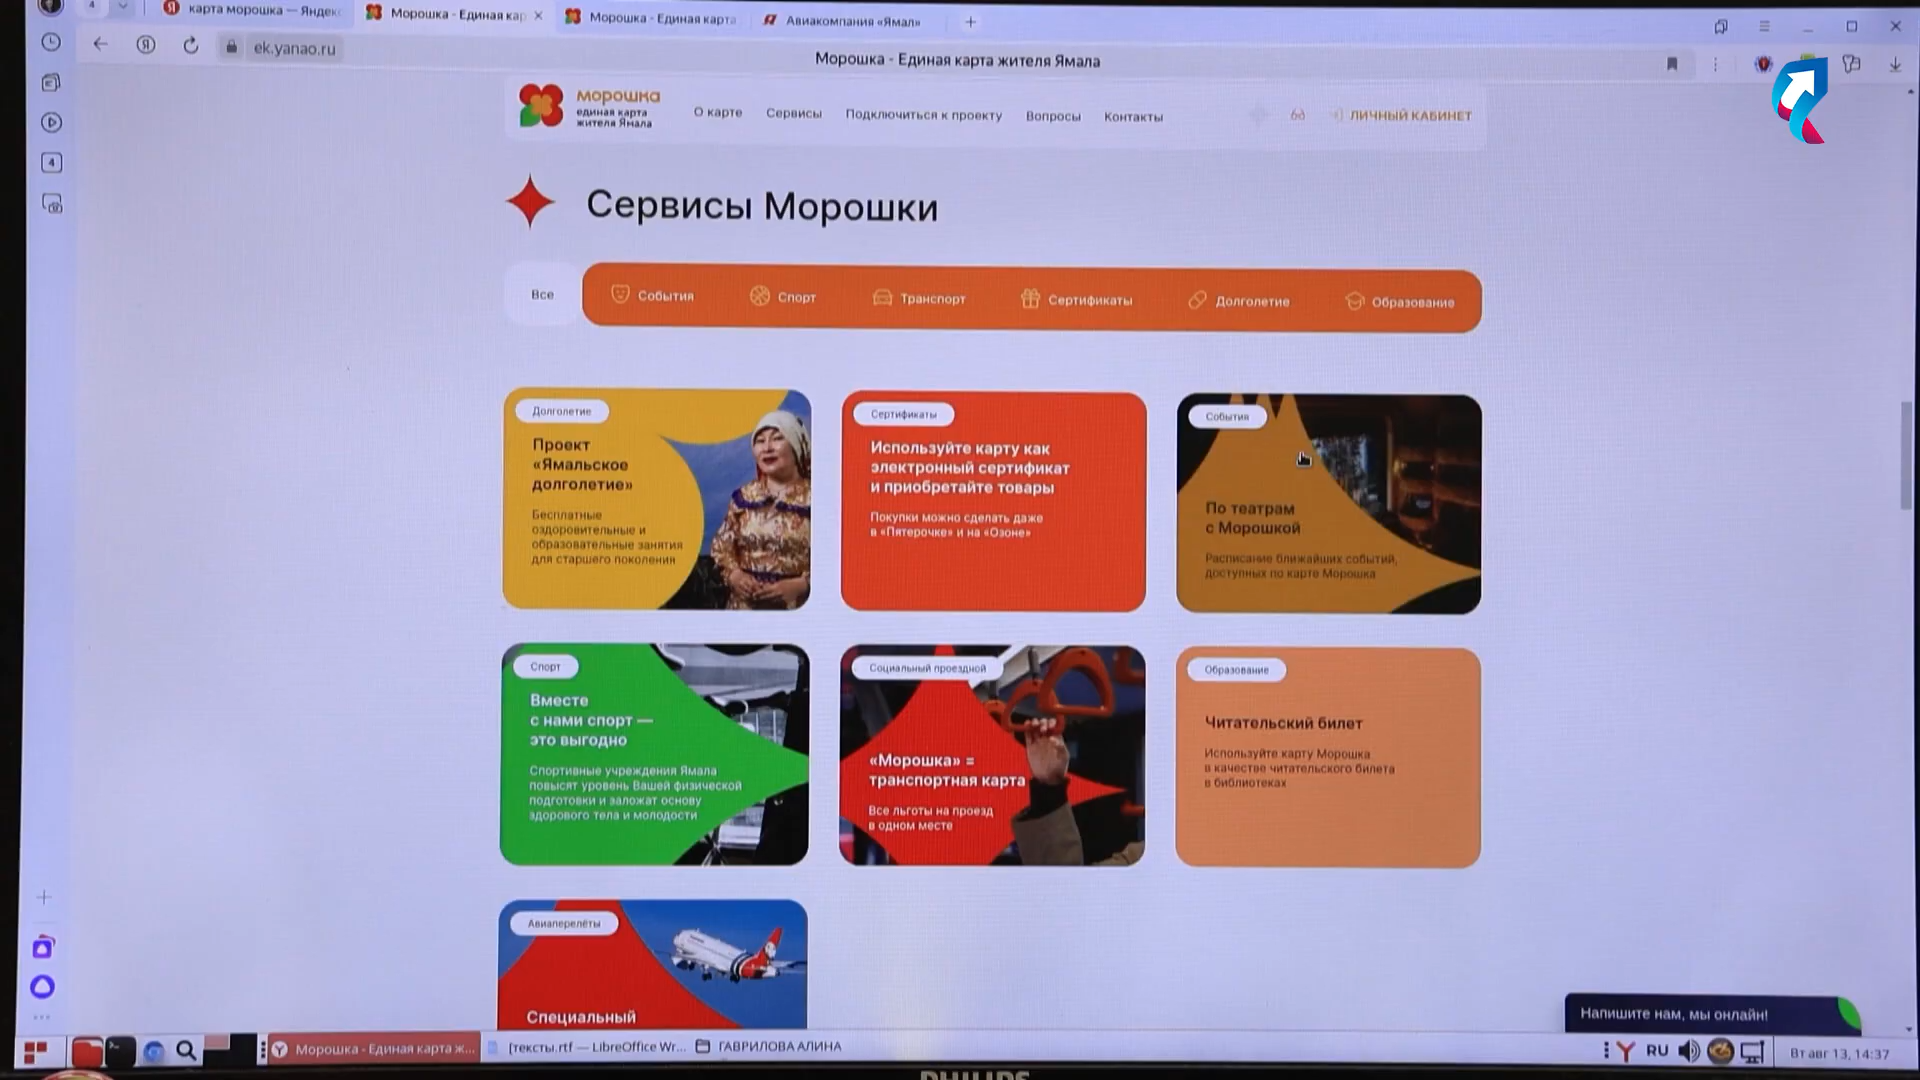 4
карта морошка — Яндекс
Морошка - Единая кар
Морошка - Единая карта
Авиакомпания «Ямал»
ek.yanao.ru
Морошка - Единая карта жителя Ямала
4
морошка
единая карта
жителя Ямала
О карте
Сервисы
Подключиться к проекту
Вопросы
Контакты
ЛИЧНЫЙ КАБИНЕТ
Сервисы Морошки
Все
События
Спорт
Транспорт
Сертификаты
Долголетие
Образование
Долголетие
Проект
«Ямальское
долголетие»
Бесплатные
оздоровительные и
образовательные занятия
для старшего поколения
Сертификаты
Используйте карту как
электронный сертификат
и приобретайте товары
Покупки можно сделать даже
в «Пятерочке» и на «Озоне»
События
По театрам
с Морошкой
Расписание ближайших событий,
доступных по карте Морошка
Спорт
Вместе
с нами спорт —
это выгодно
Спортивные учреждения Ямала
повысят уровень Вашей физической
подготовки и заложат основу
здорового тела и молодости
Социальный проездной
«Морошка» =
транспортная карта
Все льготы на проезд
в одном месте
Образование
Читательский билет
Используйте карту Морошка
в качестве читательского билета
в библиотеках
Авиаперелёты
Специальный
Напишите нам, мы онлайн!
Морошка - Единая карта ж...
[тексты.rtf — LibreOffice Wr...
ГАВРИЛОВА АЛИНА
RU
Вт авг 13, 14:37
PHILIPS